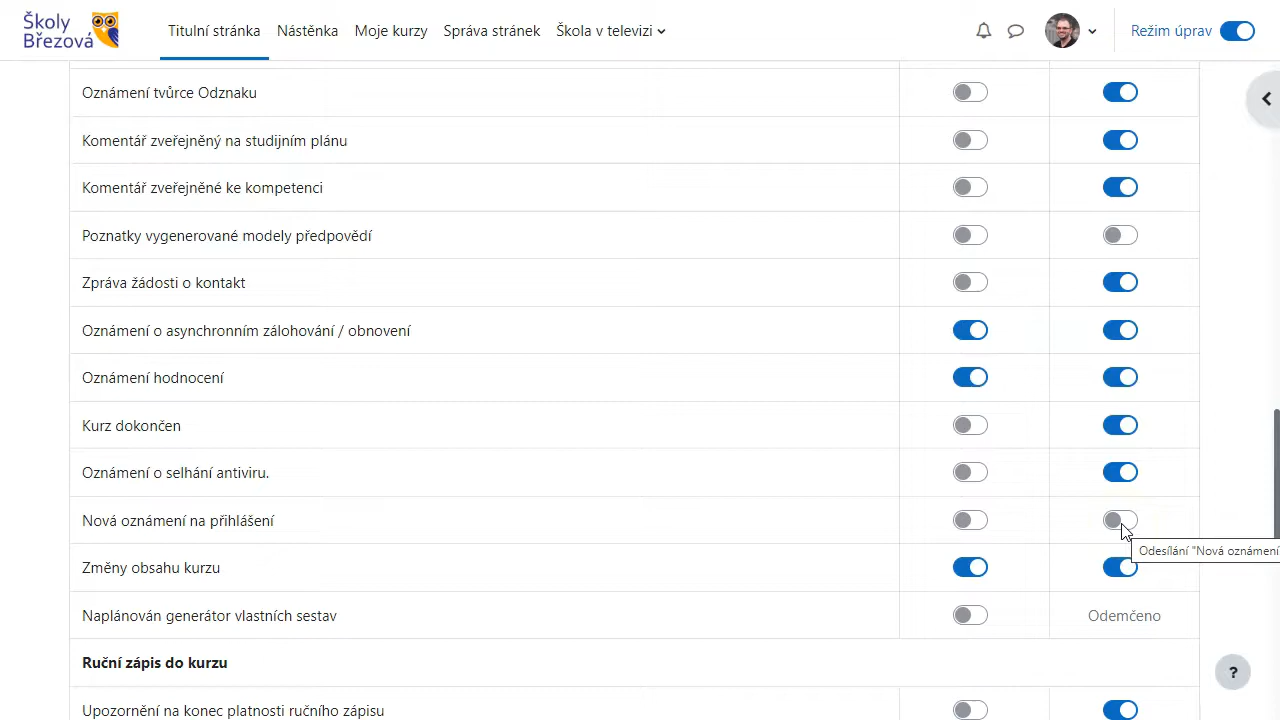 Školy
Březová
Titulní stránka Nástěnka Moje kurzy Správa stránek Škola v televizi
Režim úprav
Oznámení tvůrce Odznaku
Komentář zveřejněný na studijním plánu
Komentář zveřejněné ke kompetenci
Poznatky vygenerované modely předpovědí
Zpráva žádosti o kontakt
Oznámení o asynchronním zálohování / obnovení
Oznámení hodnocení
Kurz dokončen
Oznámení o selhání antiviru.
Nová oznámení na přihlášení
Odesílání "Nová oznámení
Změny obsahu kurzu
Naplánován generátor vlastních sestav Odemčeno
Ruční zápis do kurzu
?
Upozornění na konec platnosti ručního zápisu